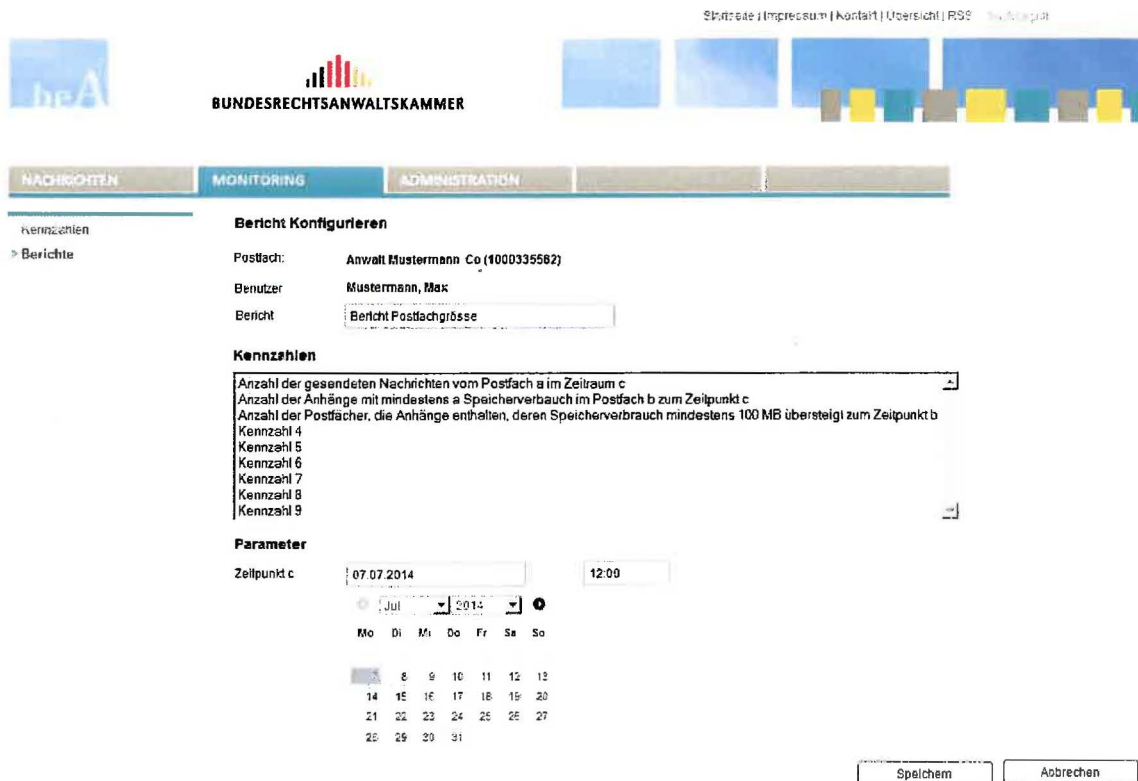 Startseite | Impressum | Kontakt | Übersicht | RSS
beA
BUNDESRECHTSANWALTSKAMMER
NACHRICHTEN MONITORING ADMINISTRATION
Kennzahlen
> Berichte
Bericht Konfigurieren
Postfach: Anwalt Mustermann Co (1000335562)
Benutzer Mustermann, Max
Bericht Bericht Postfachgrösse
Kennzahlen
Anzahl der gesendeten Nachrichten vom Postfach a im Zeitraum c
Anzahl der Anhänge mit mindestens a Speicherverbauch im Postfach b zum Zeitpunkt c
Anzahl der Postfächer, die Anhänge enthalten, deren Speicherverbrauch mindestens 100 MB übersteigt zum Zeitpunkt b
Kennzahl 4
Kennzahl 5
Kennzahl 6
Kennzahl 7
Kennzahl 8
Kennzahl 9
Parameter
Zeitpunkt c 07.07.2014 12:09
Jul 2014
Mo Di Mi Do Fr Sa So
7 8 9 10 11 12 13
14 15 16 17 18 19 20
21 22 23 24 25 26 27
28 29 30 31
Speichern Abbrechen